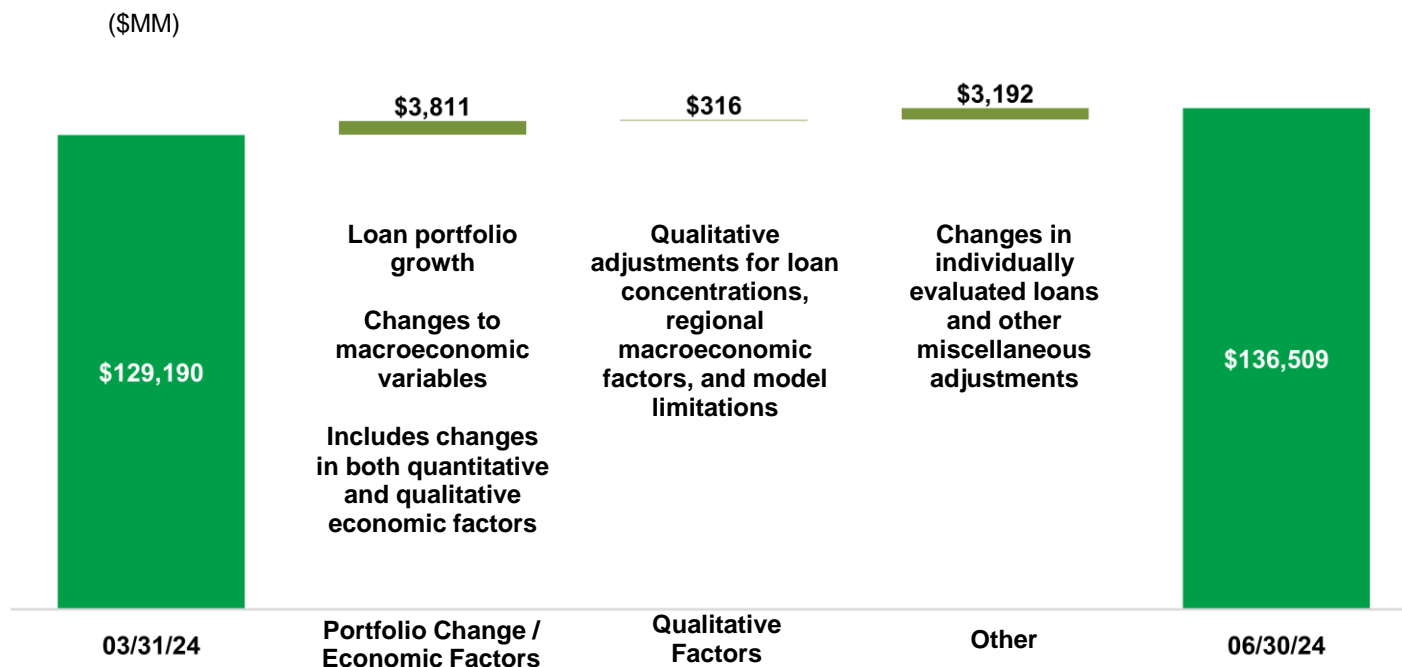 ($MM)
$3,811
$316
$3,192
$129,190
Loan portfolio
growth
Changes to
macroeconomic
variables
Includes changes
in both quantitative
and qualitative
economic factors
Qualitative
adjustments for loan
concentrations,
regional
macroeconomic
factors, and model
limitations
Changes in
individually
evaluated loans
and other
miscellaneous
adjustments
$136,509
03/31/24
Portfolio Change /
Economic Factors
Qualitative
Factors
Other
06/30/24